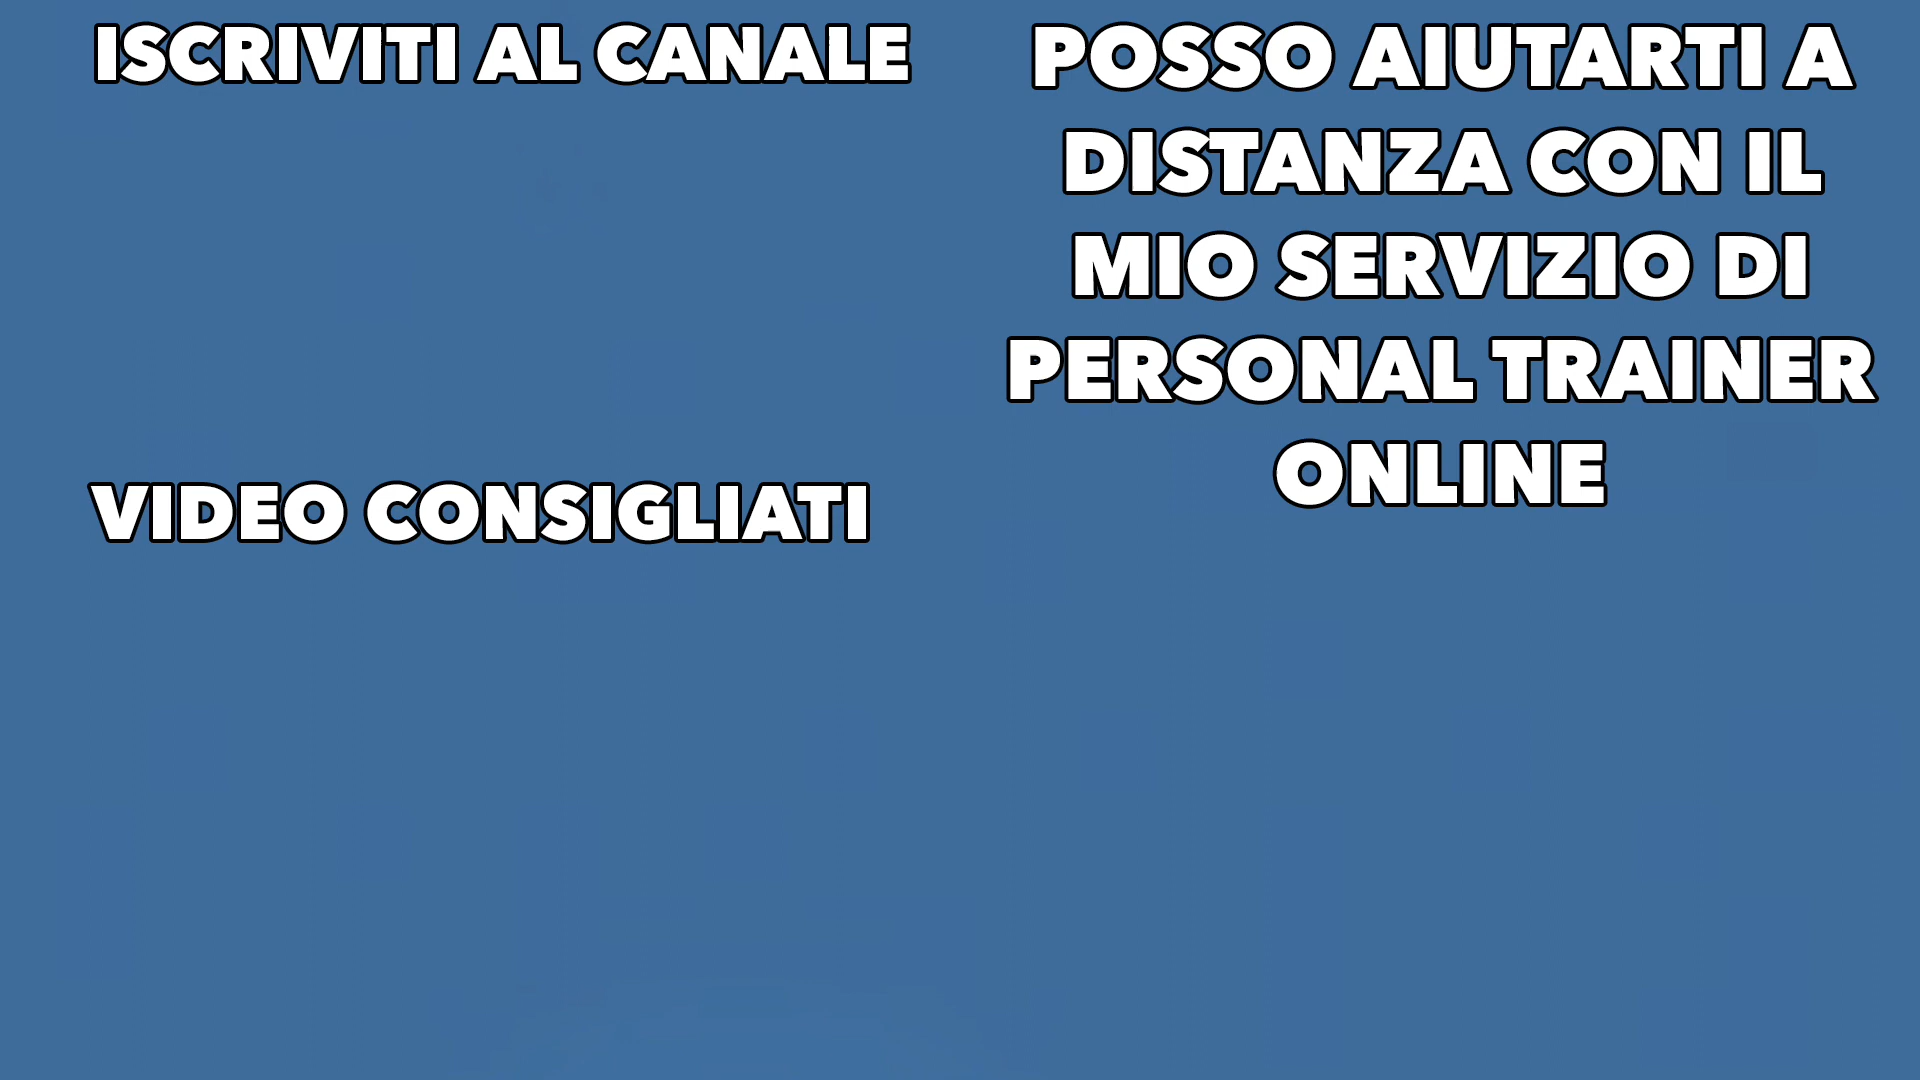 ISCRIVITI AL CANALE
VIDEO CONSIGLIATI
POSSO AIUTARTI A
DISTANZA CON IL
MIO SERVIZIO DI
PERSONAL TRAINER
ONLINE